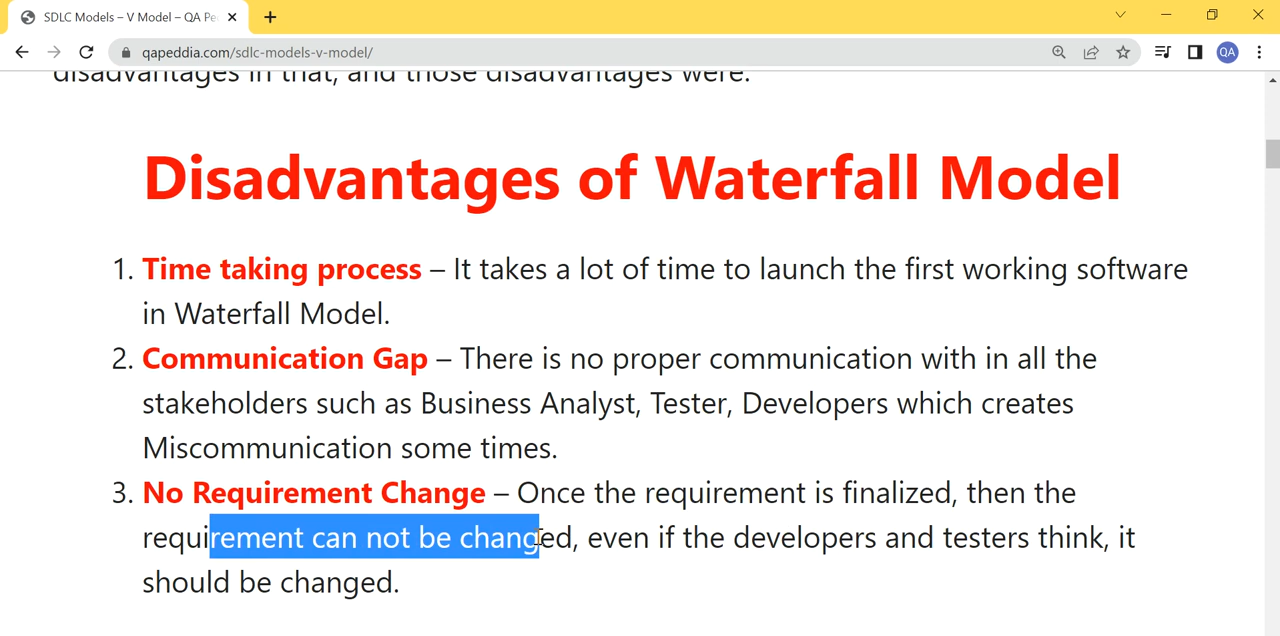 SDLC Models – V Model – QA Pe
qapeddia.com/sdlc-models-v-model/
QA
disadvantages in that, and those disadvantages were:
Disadvantages of Waterfall Model
1. Time taking process – It takes a lot of time to launch the first working software
in Waterfall Model.
2. Communication Gap – There is no proper communication with in all the
stakeholders such as Business Analyst, Tester, Developers which creates
Miscommunication some times.
3. No Requirement Change – Once the requirement is finalized, then the
requirement can not be changed, even if the developers and testers think, it
should be changed.